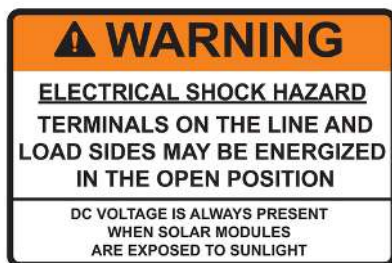 WARNING
ELECTRICAL SHOCK HAZARD
TERMINALS ON THE LINE AND
LOAD SIDES MAY BE ENERGIZED
IN THE OPEN POSITION
DC VOLTAGE IS ALWAYS PRESENT
WHEN SOLAR MODULES
ARE EXPOSED TO SUNLIGHT